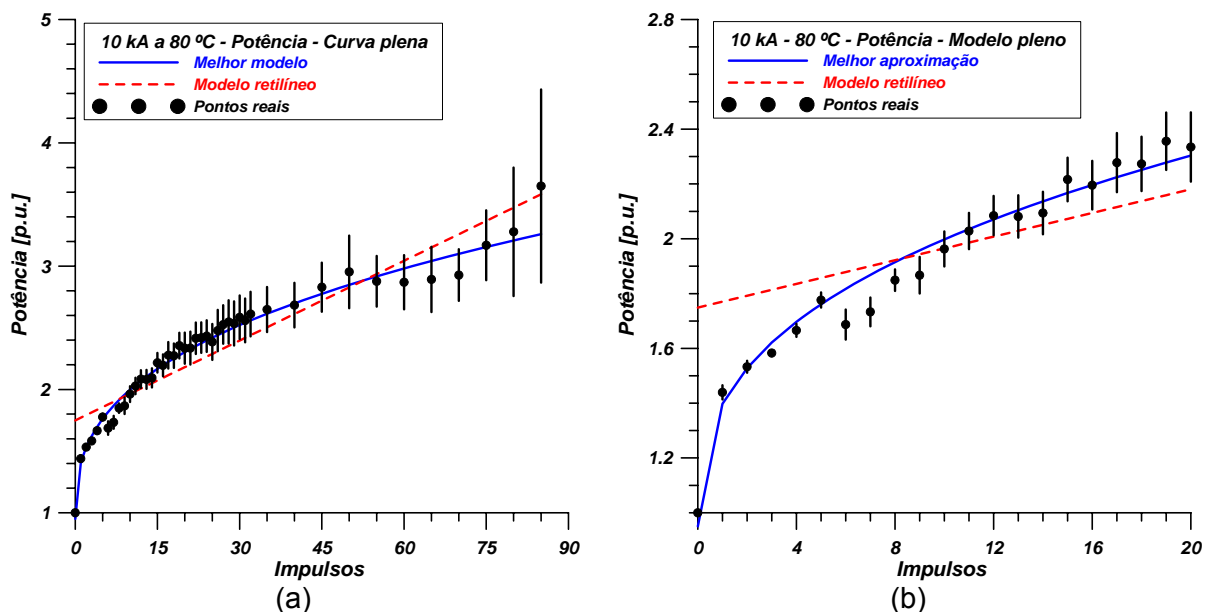 10 kA a 80 ºC - Potência - Curva plena
Melhor modelo
Modelo retilíneo
Pontos reais
Potência [p.u.]
5
4
3
2
1
0
15
30
45
60
75
90
Impulsos
(a)
10 kA - 80 ºC - Potência - Modelo pleno
Melhor aproximação
Modelo retilíneo
Pontos reais
Potência [p.u.]
2.8
2.4
2
1.6
1.2
0
4
8
12
16
20
Impulsos
(b)